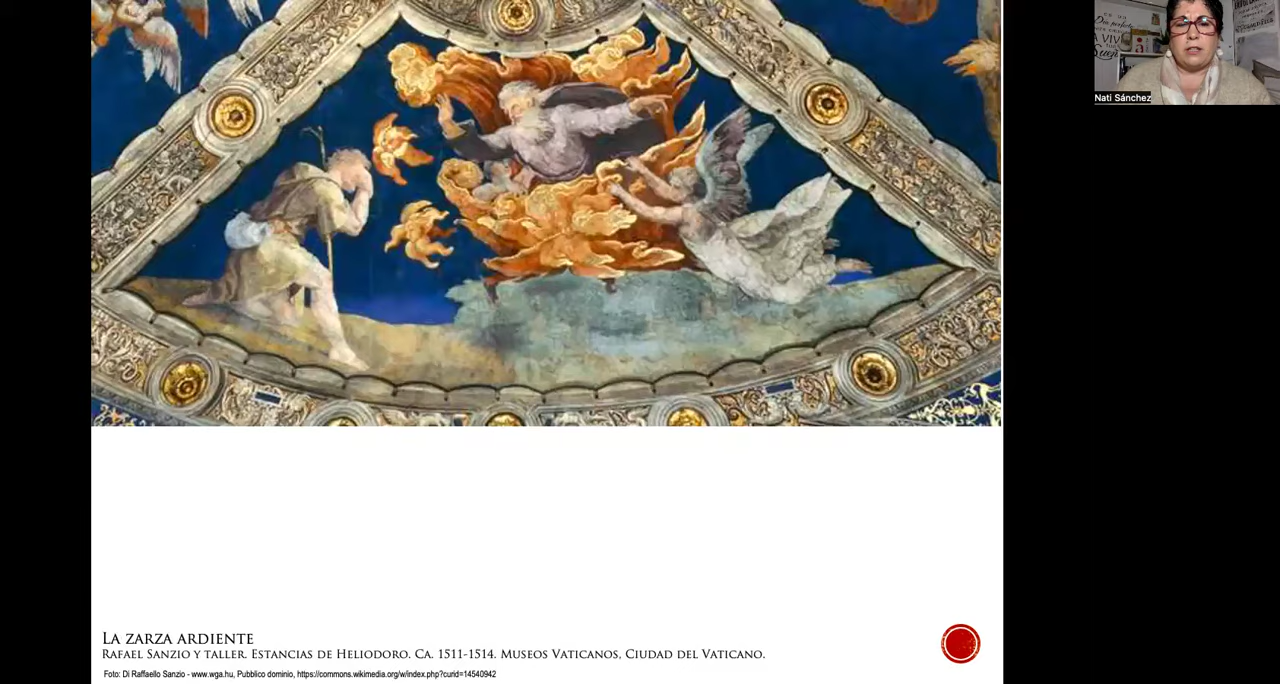 Nati Sánchez
LA ZARZA ARDIENTE
RAFAEL SANZIO Y TALLER. ESTANCIAS DE HELIODORO. CA. 1511-1514. MUSEOS VATICANOS, CIUDAD DEL VATICANO.
Foto: Di Raffaello Sanzio - www.wga.hu, Pubblico dominio, https://commons.wikimedia.org/w/index.php?curid=14540942